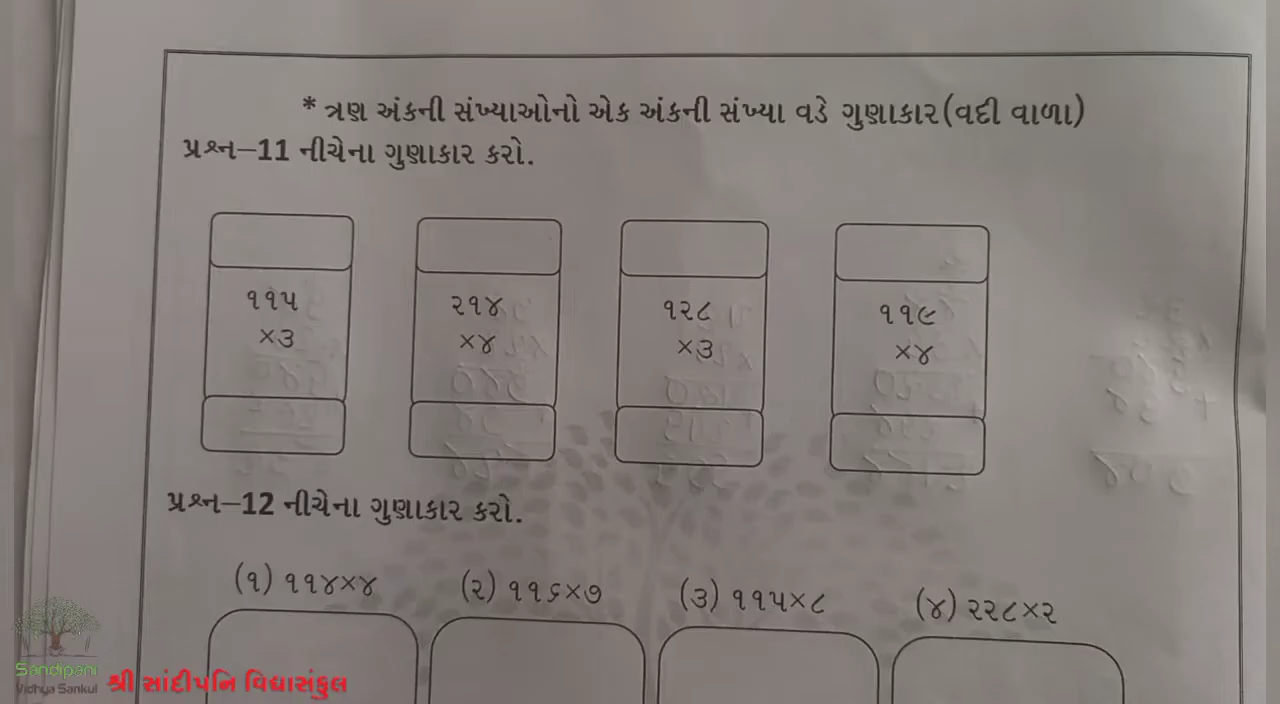 * ત્રણ અંકની સંખ્યાઓનો એક અંકની સંખ્યા વડે ગુણાકાર(વદી વાળા)
પ્રશ્ન–11 નીચેના ગુણાકાર કરો.
૧૧૫ ૨૧૪ ૧૨૮ ૧૧૯
×૩ ×૪ ×૩ ×૪
પ્રશ્ન–12 નીચેના ગુણાકાર કરો.
(૧) ૧૧૪×૪ (૨) ૧૧૬×૭ (૩) ૧૧૫×૮ (૪) ૨૨૮×૨
Sandipani
Vidhya Sankul
શ્રી સાંદીપનિ વિદ્યાસંકુલ